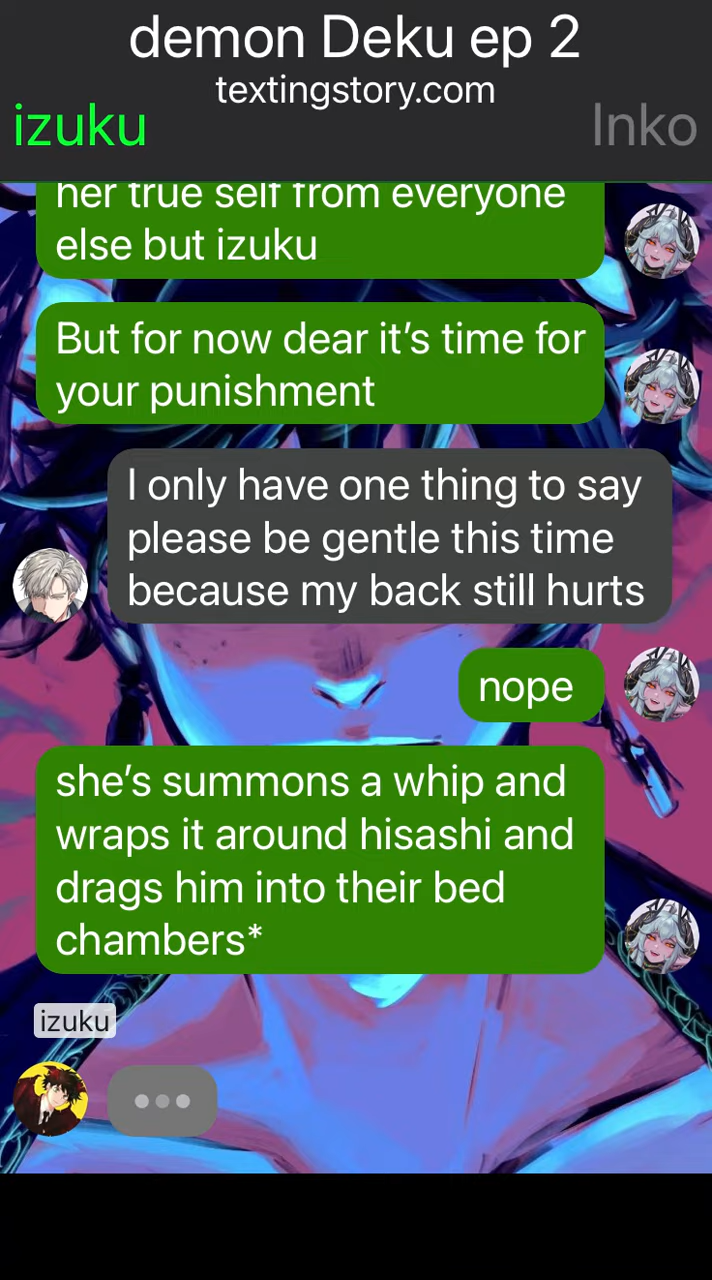 demon Deku ep 2
textingstory.com
izuku
Inko
her true self from everyone
else but izuku
But for now dear it’s time for
your punishment
I only have one thing to say
please be gentle this time
because my back still hurts
nope
she’s summons a whip and
wraps it around hisashi and
drags him into their bed
chambers*
izuku